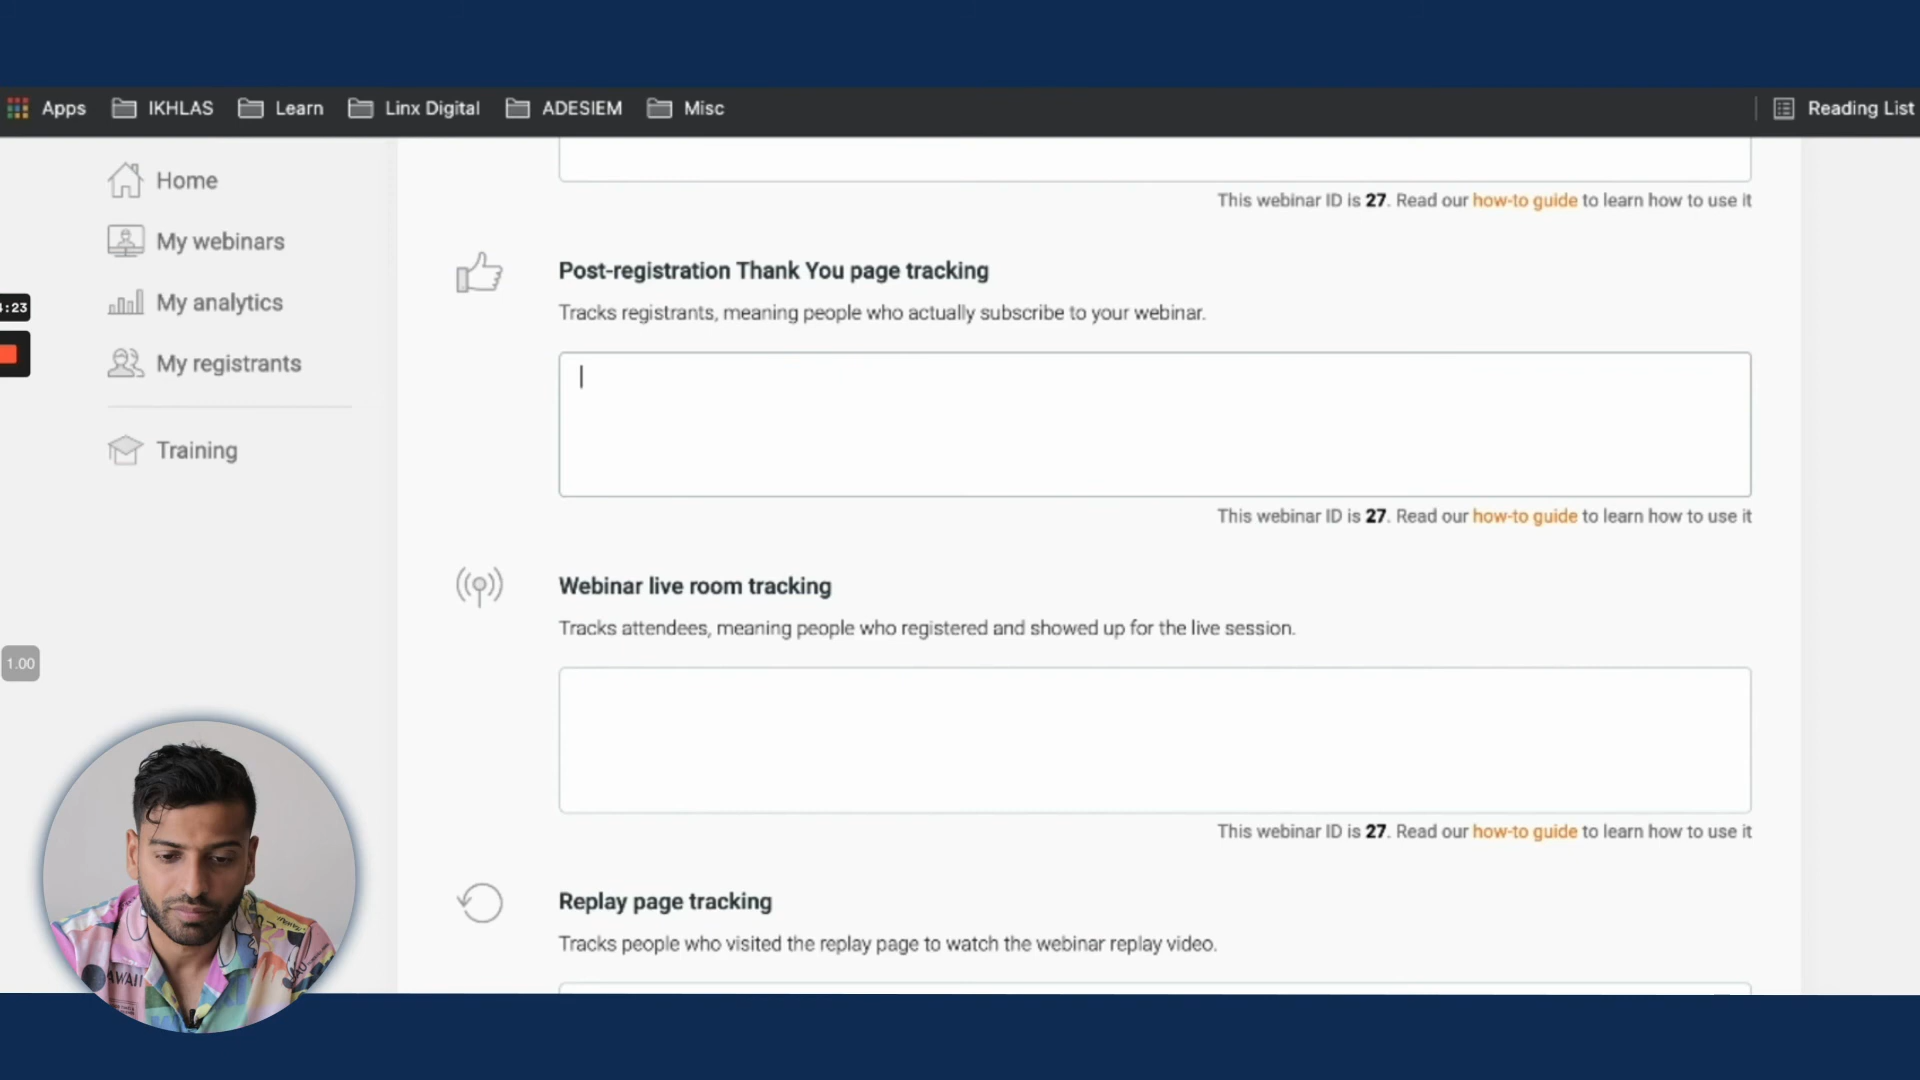 Apps IKHLAS Learn Linx Digital ADESIEM Misc Reading List
Home
My webinars
My analytics
My registrants
Training
:23
1.00
This webinar ID is 27. Read our how-to guide to learn how to use it
Post-registration Thank You page tracking
Tracks registrants, meaning people who actually subscribe to your webinar.
This webinar ID is 27. Read our how-to guide to learn how to use it
Webinar live room tracking
Tracks attendees, meaning people who registered and showed up for the live session.
This webinar ID is 27. Read our how-to guide to learn how to use it
Replay page tracking
Tracks people who visited the replay page to watch the webinar replay video.